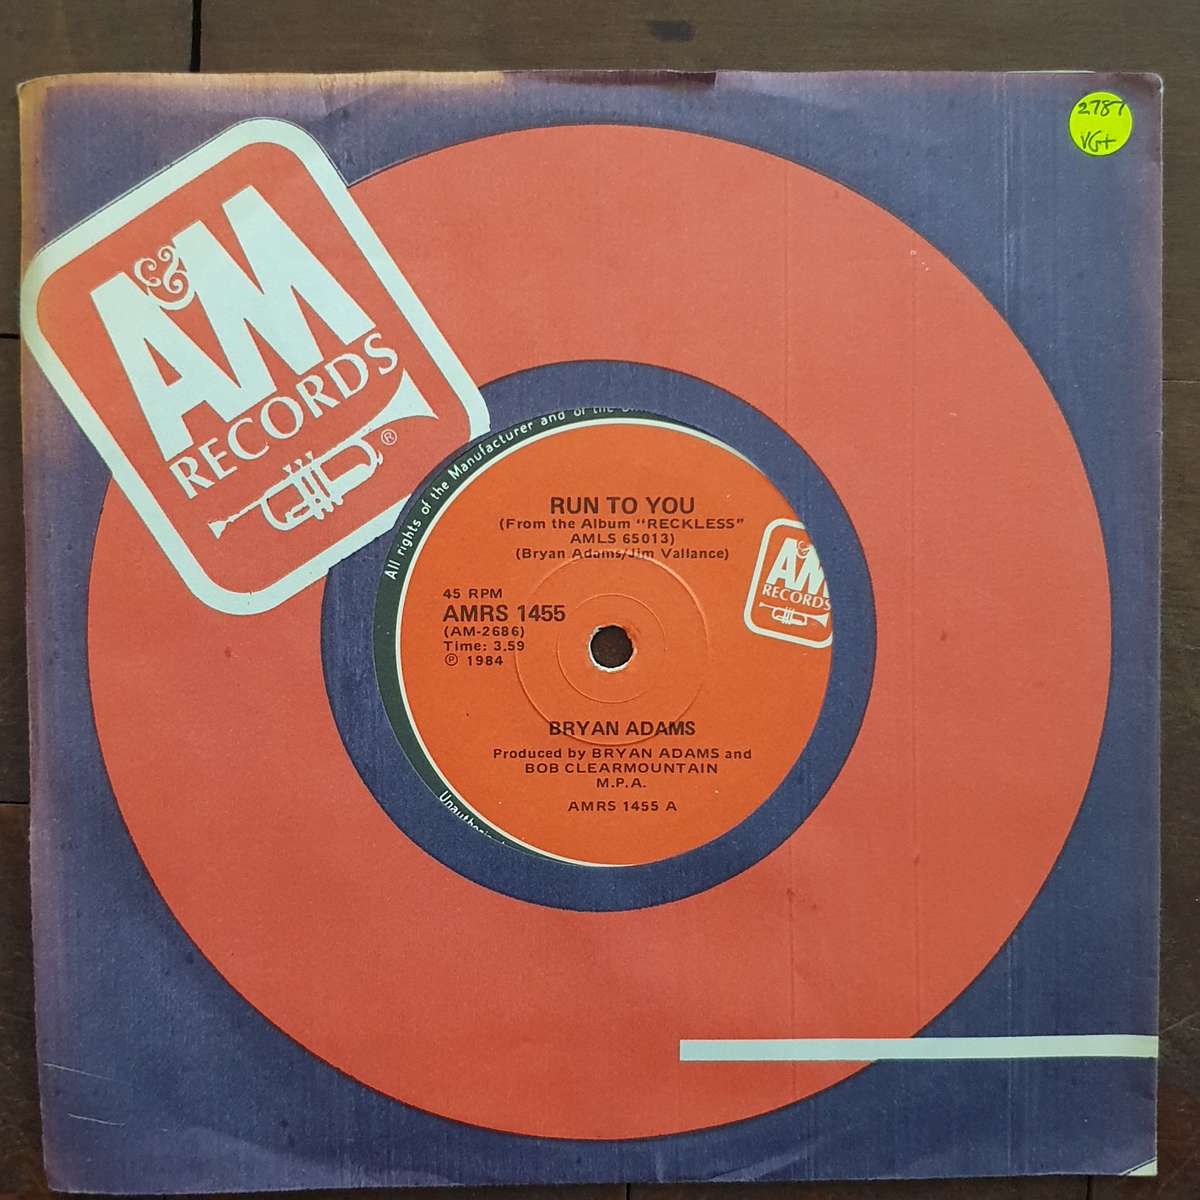 2787
VG+
A&M
RECORDS
®
All rights of the Manufacturer and of the
RUN TO YOU
(From the Album "RECKLESS"
AMLS 65013)
(Bryan Adams/Jim Vallance)
A&M
RECORDS
45 RPM
AMRS 1455
(AM-2686)
Time: 3.59
℗ 1984
BRYAN ADAMS
Produced by BRYAN ADAMS and
BOB CLEARMOUNTAIN
M.P.A.
AMRS 1455 A